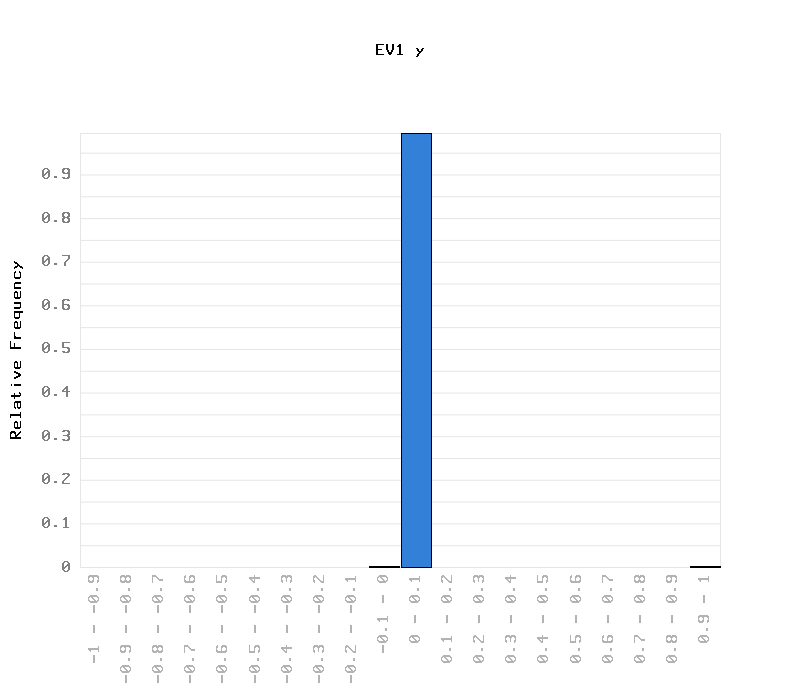 EV1 y
Relative Frequency
0.9
0.8
0.7
0.6
0.5
0.4
0.3
0.2
0.1
0
-1 - -0.9
-0.9 - -0.8
-0.8 - -0.7
-0.7 - -0.6
-0.6 - -0.5
-0.5 - -0.4
-0.4 - -0.3
-0.3 - -0.2
-0.2 - -0.1
-0.1 - 0
0 - 0.1
0.1 - 0.2
0.2 - 0.3
0.3 - 0.4
0.4 - 0.5
0.5 - 0.6
0.6 - 0.7
0.7 - 0.8
0.8 - 0.9
0.9 - 1